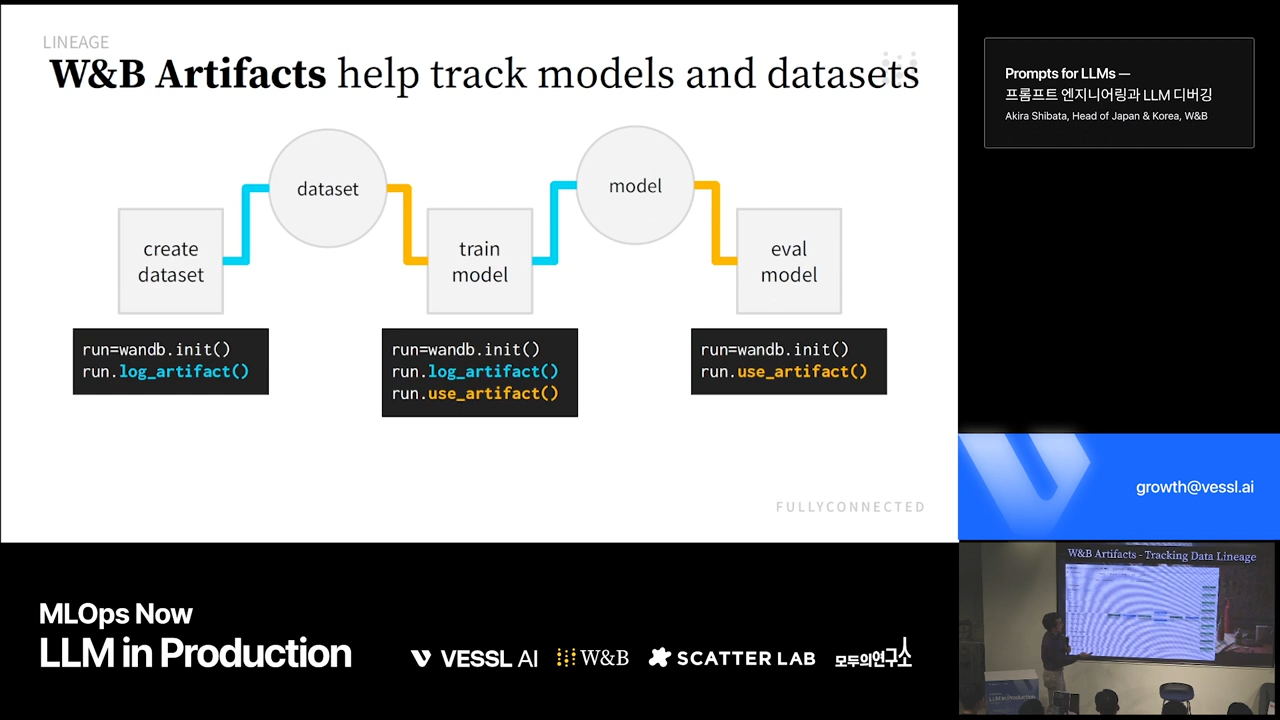 LINEAGE
W&B Artifacts help track models and datasets
dataset
model
create
dataset
train
model
eval
model
run=wandb.init()
run.log_artifact()
run=wandb.init()
run.log_artifact()
run.use_artifact()
run=wandb.init()
run.use_artifact()
FULLYCONNECTED
Prompts for LLMs —
프롬프트 엔지니어링과 LLM 디버깅
Akira Shibata, Head of Japan & Korea, W&B
growth@vessl.ai
W&B Artifacts - Tracking Data Lineage
LLM in Production
MLOps Now
LLM in Production
VESSL AI
W&B
SCATTER LAB
모두의연구소